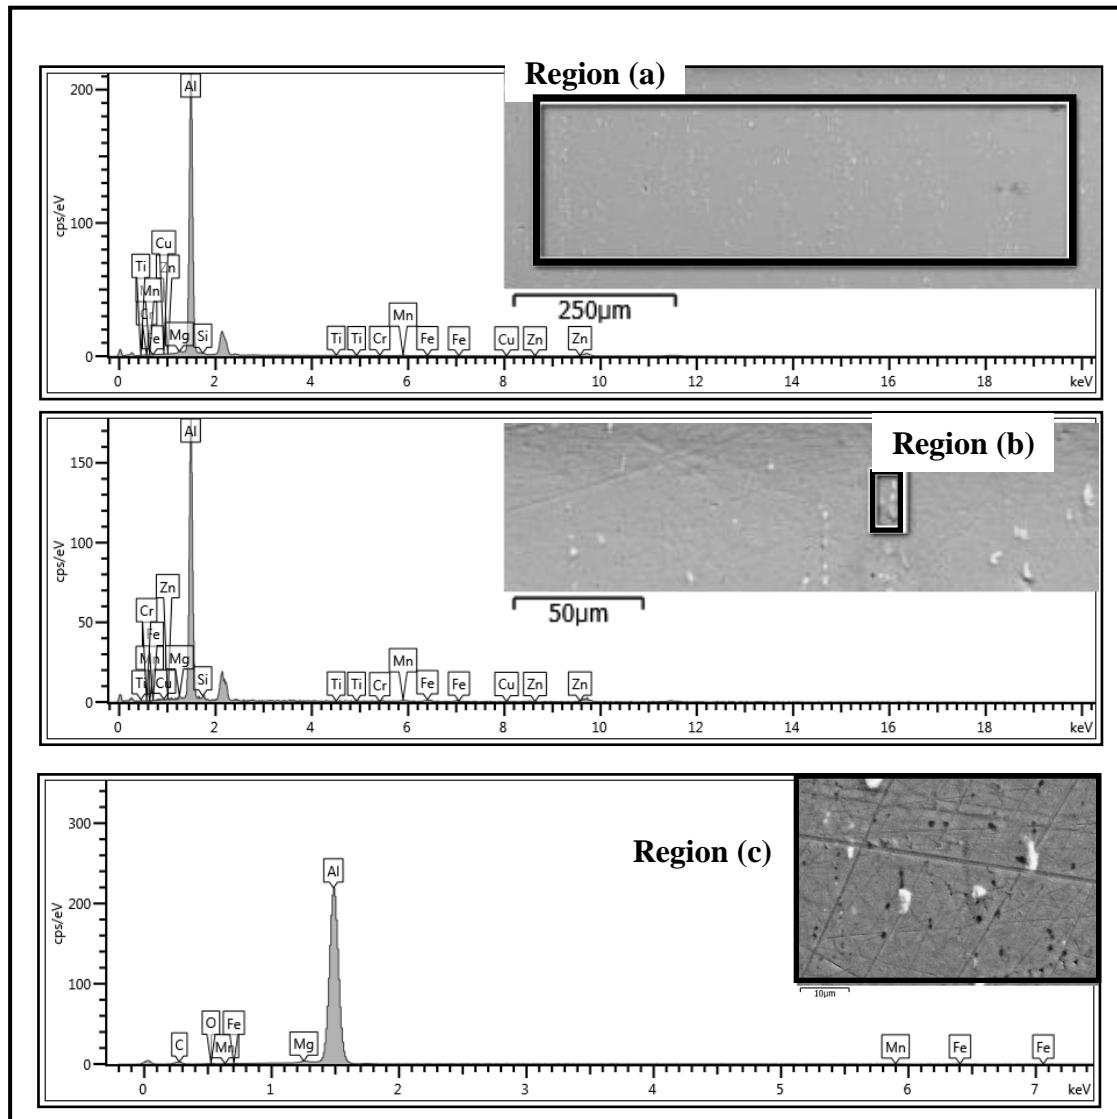 Region (a)
200
Al
100
cps/eV
Cu
Ti
Zn
Mn
Cr
Fe
Mg
Si
Mn
Ti
Ti
Cr
Fe
Fe
Cu
Zn
Zn
0
0 2 4 6 8 10 12 14 16 18 keV
250µm
Region (b)
Al
150
100
cps/eV
Zn
Cr
50
Fe
Mn
Mg
Ti
Cu
Si
Mn
Ti
Ti
Cr
Fe
Fe
Cu
Zn
Zn
0
0 2 4 6 8 10 12 14 16 18 keV
50µm
Region (c)
300
Al
200
cps/eV
100
O
Fe
C
Mn
Mg
Mn
Fe
Fe
0
0 1 2 3 4 5 6 7 keV
10µm